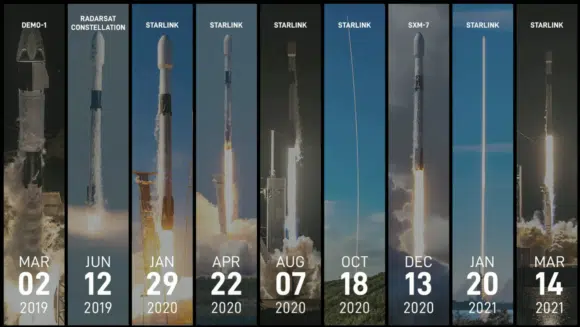 DEMO-1
MAR
02
2019
RADARSAT
CONSTELLATION
JUN
12
2019
STARLINK
JAN
29
2020
STARLINK
APR
22
2020
STARLINK
AUG
07
2020
STARLINK
OCT
18
2020
SXM-7
DEC
13
2020
STARLINK
JAN
20
2021
STARLINK
MAR
14
2021